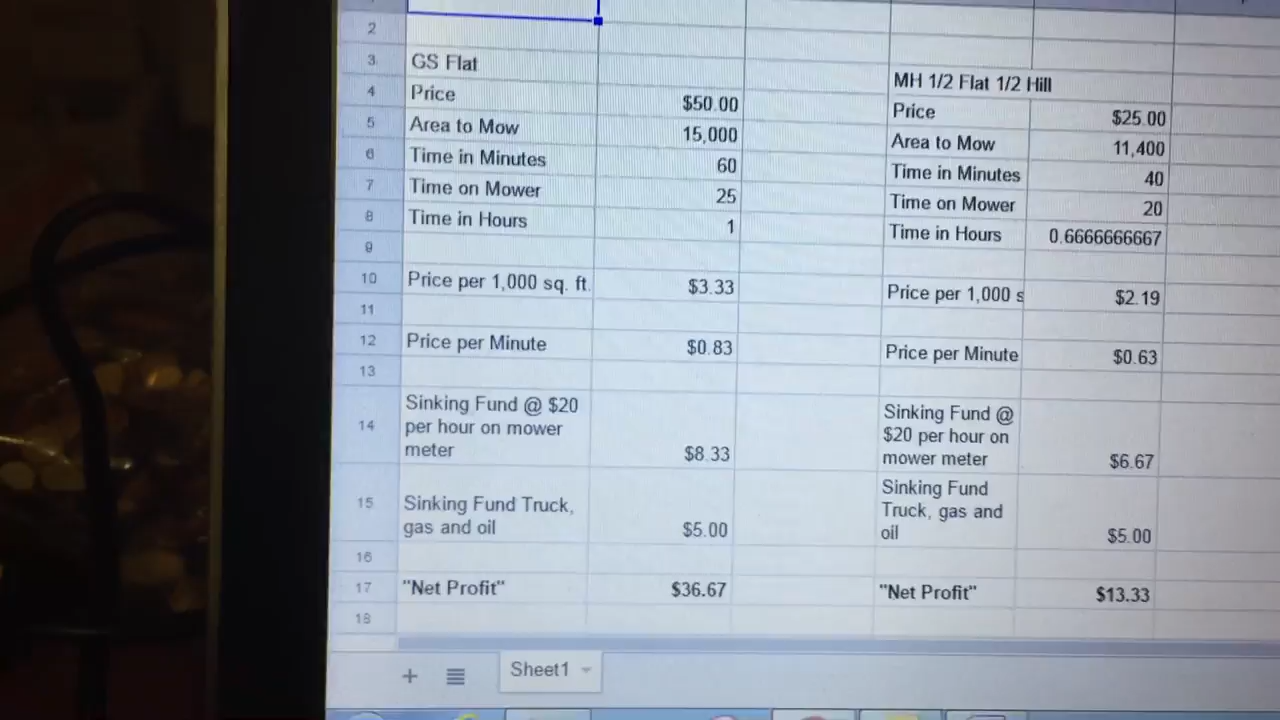 2
3 GS Flat MH 1/2 Flat 1/2 Hill
4 Price $50.00 Price $25.00
5 Area to Mow 15,000 Area to Mow 11,400
6 Time in Minutes 60 Time in Minutes 40
7 Time on Mower 25 Time on Mower 20
8 Time in Hours 1 Time in Hours 0.6666666667
9
10 Price per 1,000 sq. ft. $3.33 Price per 1,000 s $2.19
11
12 Price per Minute $0.83 Price per Minute $0.63
13
Sinking Fund @ $20
14 per hour on mower
meter $8.33
Sinking Fund @
$20 per hour on
mower meter $6.67
15 Sinking Fund Truck,
gas and oil $5.00
Sinking Fund
Truck, gas and
oil $5.00
16
17 "Net Profit" $36.67 "Net Profit" $13.33
18
Sheet1